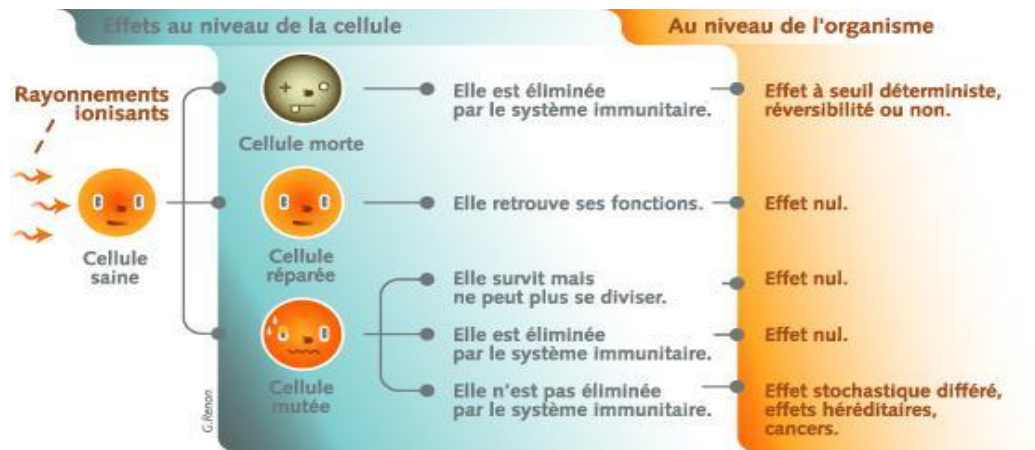 Effets au niveau de la cellule
Au niveau de l'organisme
Rayonnements
ionisants
Cellule
saine
Cellule morte
Elle est éliminée
par le système immunitaire.
Effet à seuil déterministe,
réversibilité ou non.
Cellule
réparée
Elle retrouve ses fonctions.
Effet nul.
Cellule
mutée
Elle survit mais
ne peut plus se diviser.
Effet nul.
Elle est éliminée
par le système immunitaire.
Effet nul.
Elle n'est pas éliminée
par le système immunitaire.
Effet stochastique différé,
effets héréditaires,
cancers.
G.Renon